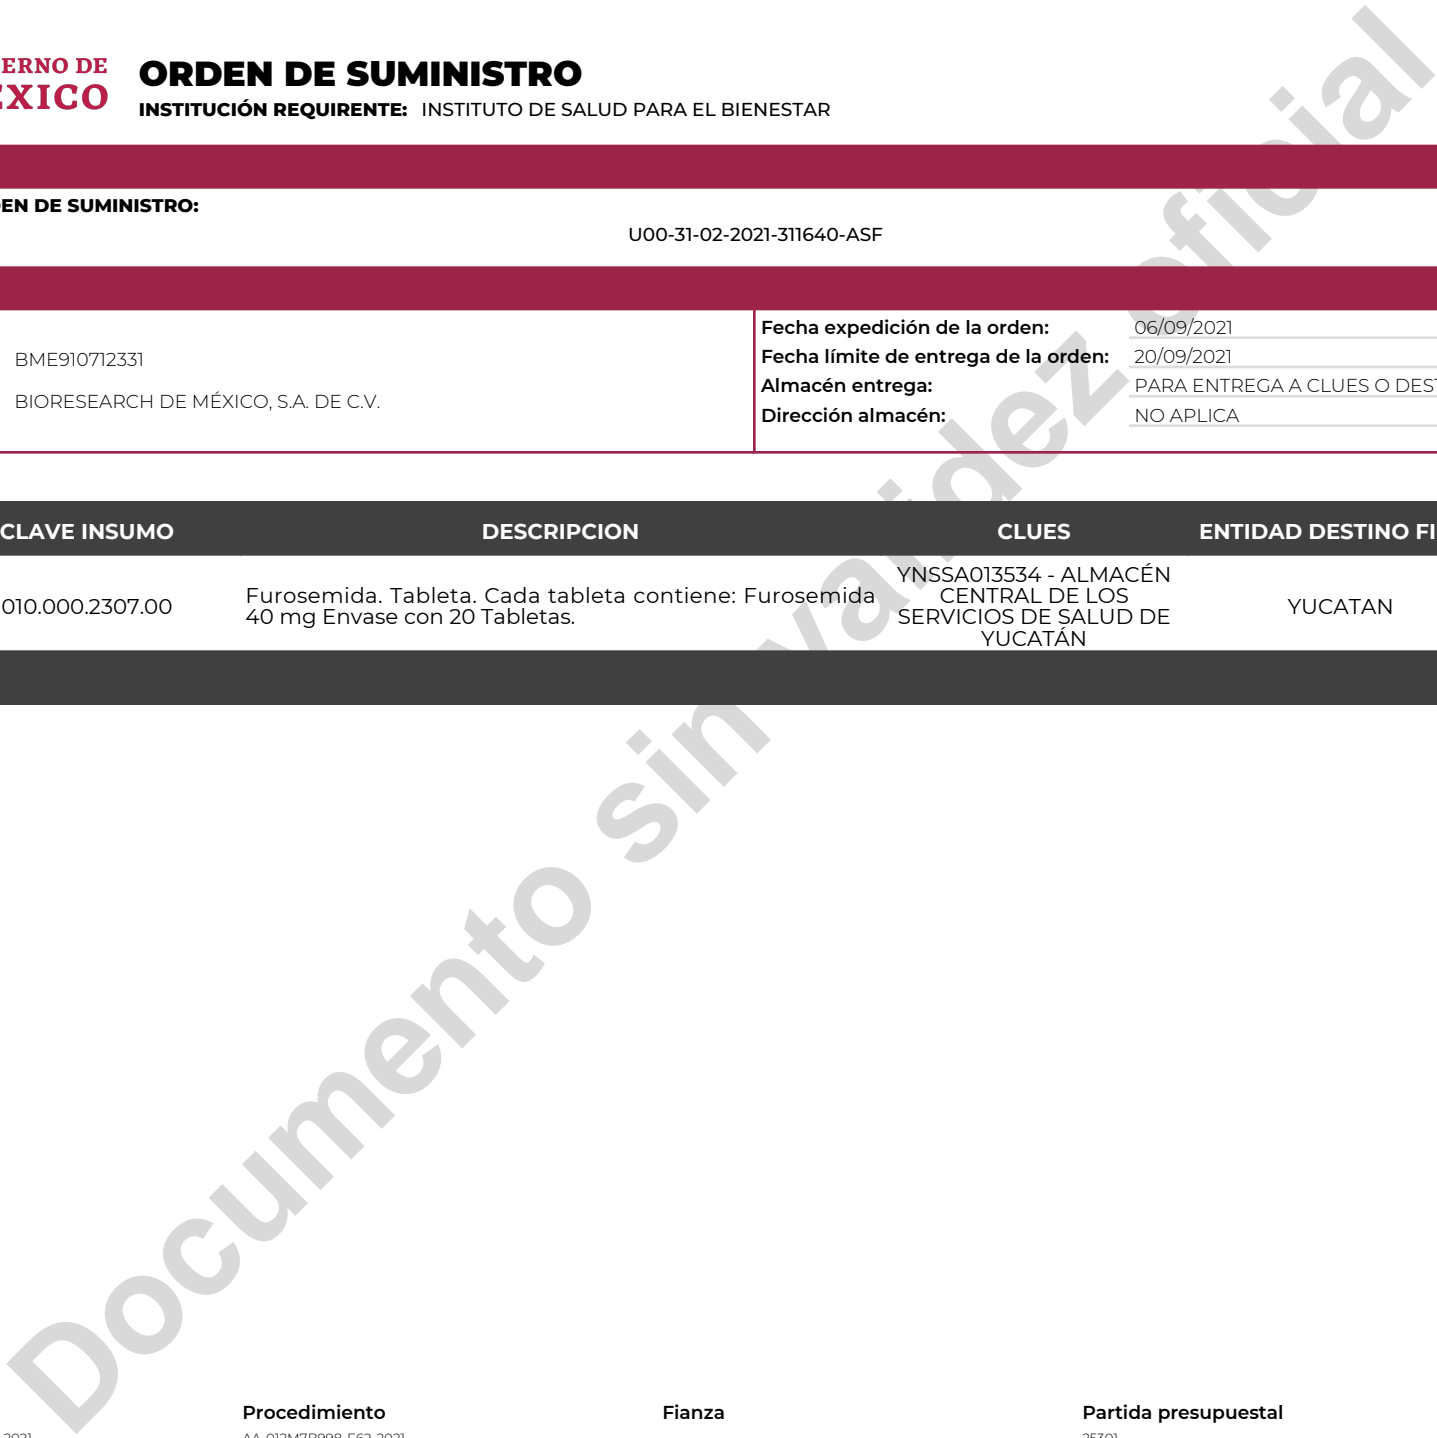 ERNO DE
ÉXICO
ORDEN DE SUMINISTRO
INSTITUCIÓN REQUIRENTE: INSTITUTO DE SALUD PARA EL BIENESTAR
EN DE SUMINISTRO:
U00-31-02-2021-311640-ASF
BME910712331
BIORESEARCH DE MÉXICO, S.A. DE C.V.
Fecha expedición de la orden: 06/09/2021
Fecha límite de entrega de la orden: 20/09/2021
Almacén entrega: PARA ENTREGA A CLUES O DEST
Dirección almacén: NO APLICA
CLAVE INSUMO DESCRIPCION CLUES ENTIDAD DESTINO FI
010.000.2307.00
Furosemida. Tableta. Cada tableta contiene: Furosemida
40 mg Envase con 20 Tabletas.
YNSSA013534 - ALMACÉN
CENTRAL DE LOS
SERVICIOS DE SALUD DE
YUCATÁN
YUCATAN
Documento sin validez oficial
Procedimiento Fianza Partida presupuestal